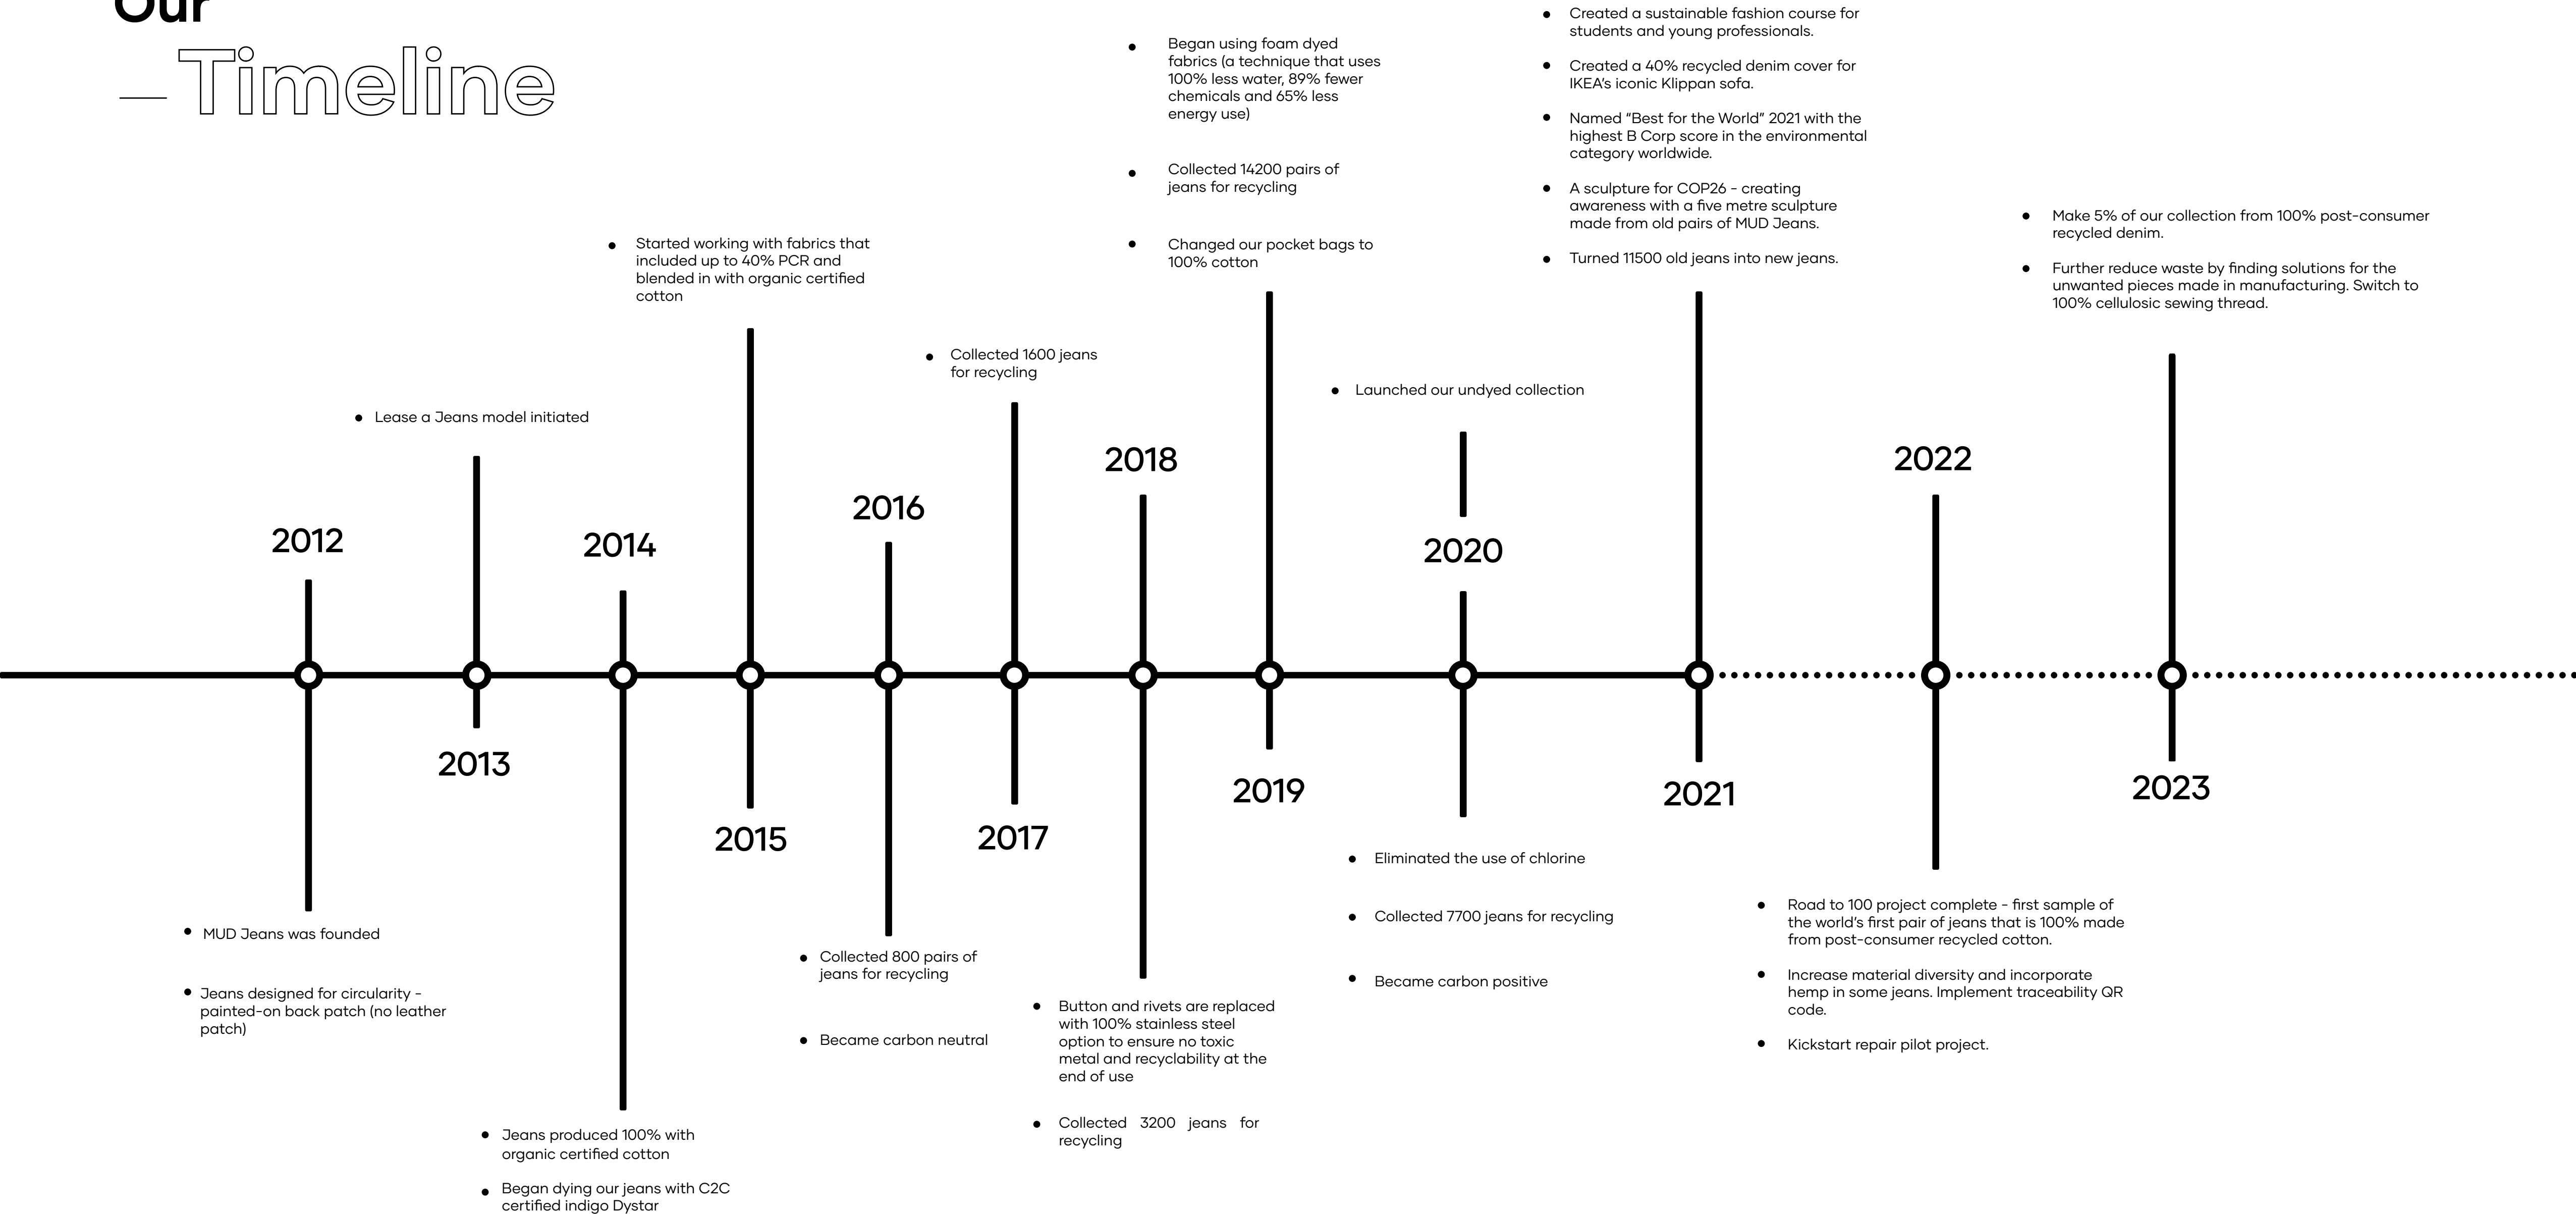 Our
Timeline
Began using foam dyed
fabrics (a technique that uses
100% less water, 89% fewer
chemicals and 65% less
energy use)
Collected 14200 pairs of
jeans for recycling
Changed our pocket bags to
100% cotton
Created a sustainable fashion course for
students and young professionals.
Created a 40% recycled denim cover for
IKEA’s iconic Klippan sofa.
Named “Best for the World” 2021 with the
highest B Corp score in the environmental
category worldwide.
A sculpture for COP26 - creating
awareness with a five metre sculpture
made from old pairs of MUD Jeans.
Turned 11500 old jeans into new jeans.
Make 5% of our collection from 100% post-consumer
recycled denim.
Further reduce waste by finding solutions for the
unwanted pieces made in manufacturing. Switch to
100% cellulosic sewing thread.
Started working with fabrics that
included up to 40% PCR and
blended in with organic certified
cotton
Collected 1600 jeans
for recycling
Launched our undyed collection
Lease a Jeans model initiated
2012
2014
2016
2018
2020
2022
2013
2015
2017
2019
2021
2023
MUD Jeans was founded
Jeans designed for circularity -
painted-on back patch (no leather
patch)
Jeans produced 100% with
organic certified cotton
Began dying our jeans with C2C
certified indigo Dystar
Collected 800 pairs of
jeans for recycling
Became carbon neutral
Button and rivets are replaced
with 100% stainless steel
option to ensure no toxic
metal and recyclability at the
end of use
Collected 3200 jeans for
recycling
Eliminated the use of chlorine
Collected 7700 jeans for recycling
Became carbon positive
Road to 100 project complete - first sample of
the world’s first pair of jeans that is 100% made
from post-consumer recycled cotton.
Increase material diversity and incorporate
hemp in some jeans. Implement traceability QR
code.
Kickstart repair pilot project.